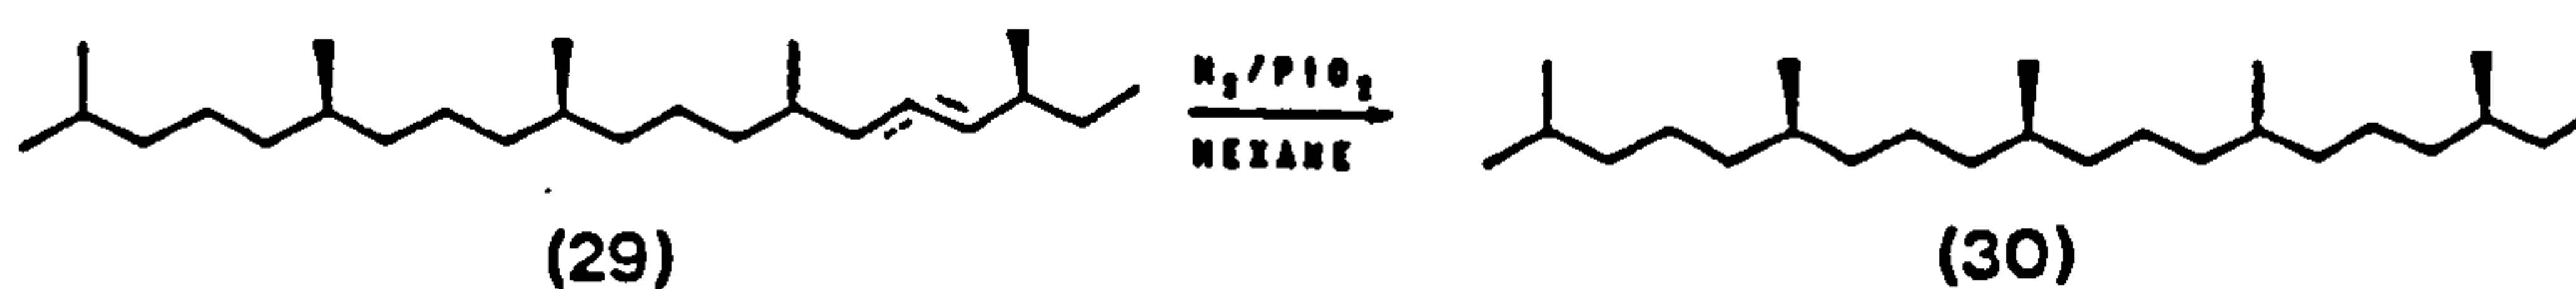 H₂/PtO₂
HEXANE
(29)
(30)